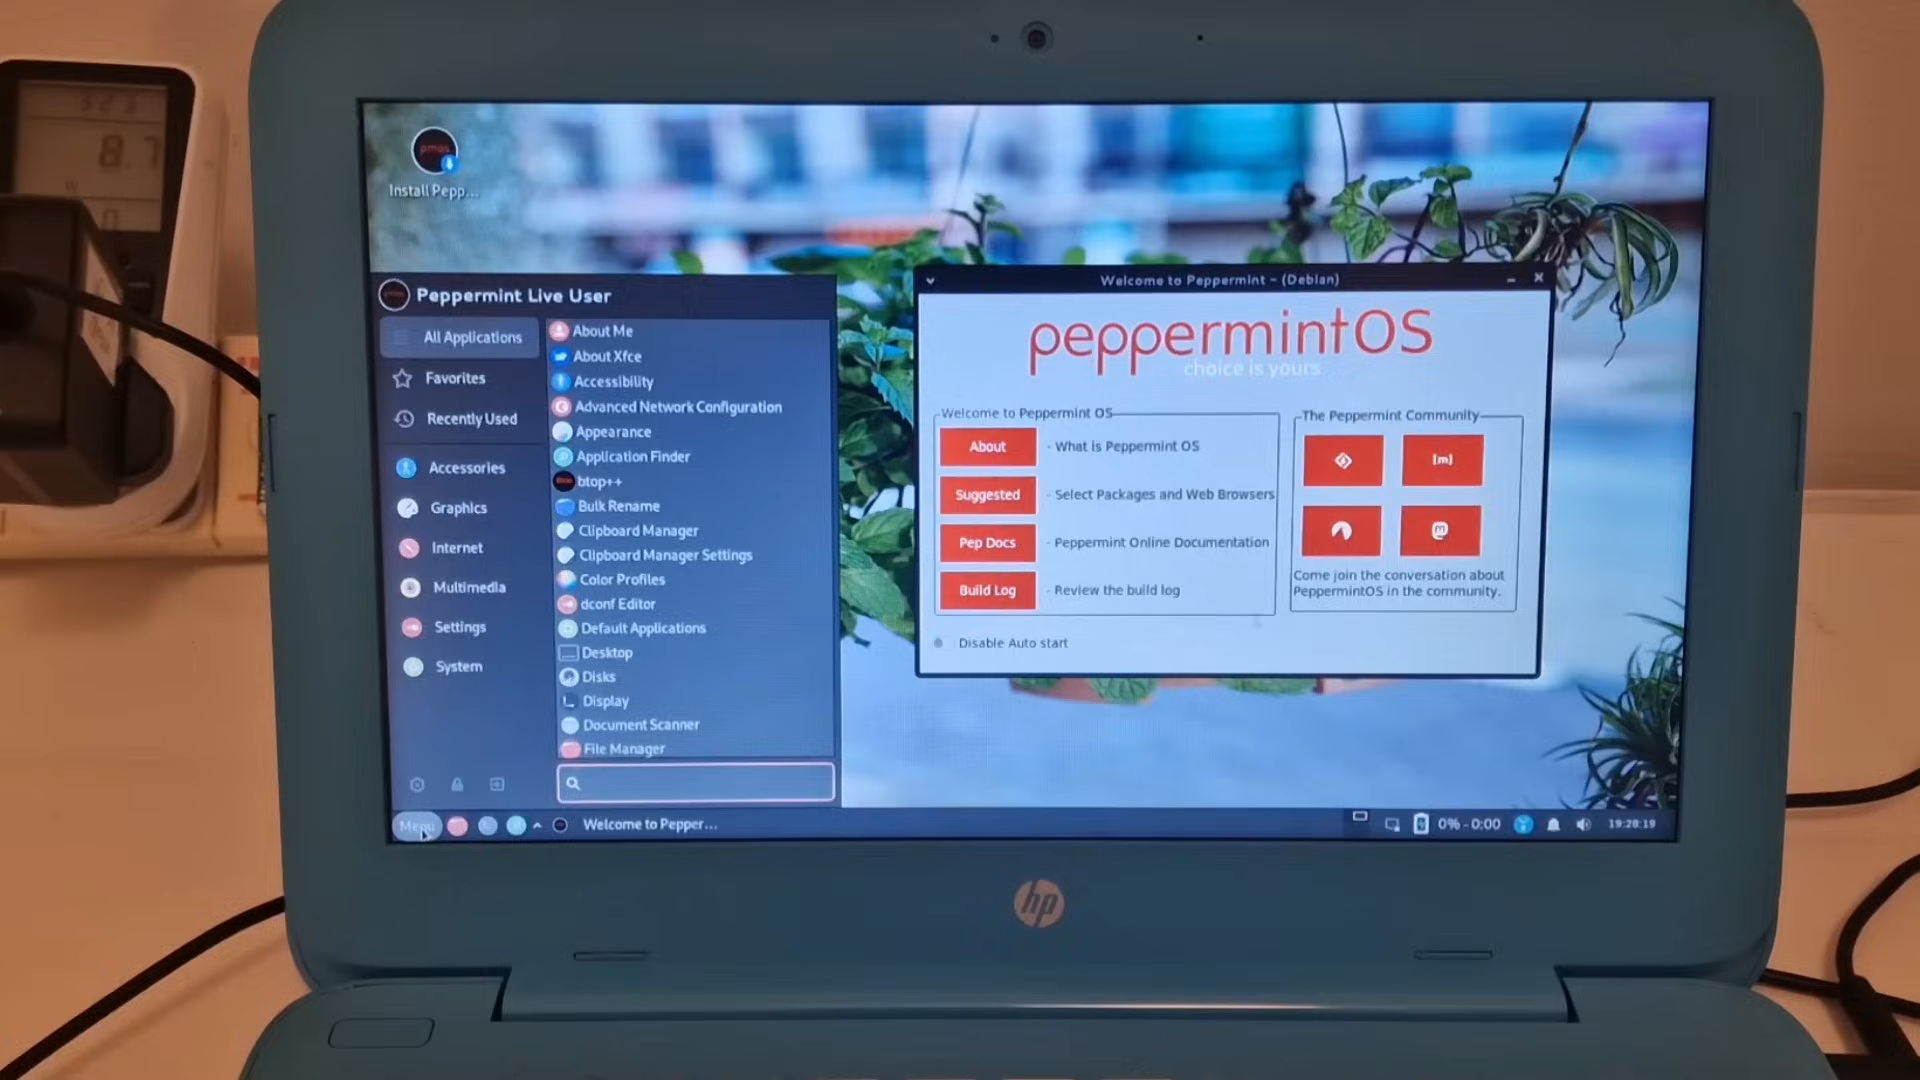 8.7
W
pmos
Install Pepp...
Peppermint Live User
All Applications
Favorites
Recently Used
Accessories
Graphics
Internet
Multimedia
Settings
System
About Me
About Xfce
Accessibility
Advanced Network Configuration
Appearance
Application Finder
btop++
Bulk Rename
Clipboard Manager
Clipboard Manager Settings
Color Profiles
dconf Editor
Default Applications
Desktop
Disks
Display
Document Scanner
File Manager
Welcome to Peppermint - (Debian)
peppermintOS
choice is yours
Welcome to Peppermint OS
About - What is Peppermint OS
Suggested - Select Packages and Web Browsers
Pep Docs - Peppermint Online Documentation
Build Log - Review the build log
The Peppermint Community
[m]
Come join the conversation about
PeppermintOS in the community.
Disable Auto start
Menu
Welcome to Pepper...
0% - 0:00
19:28:19
hp